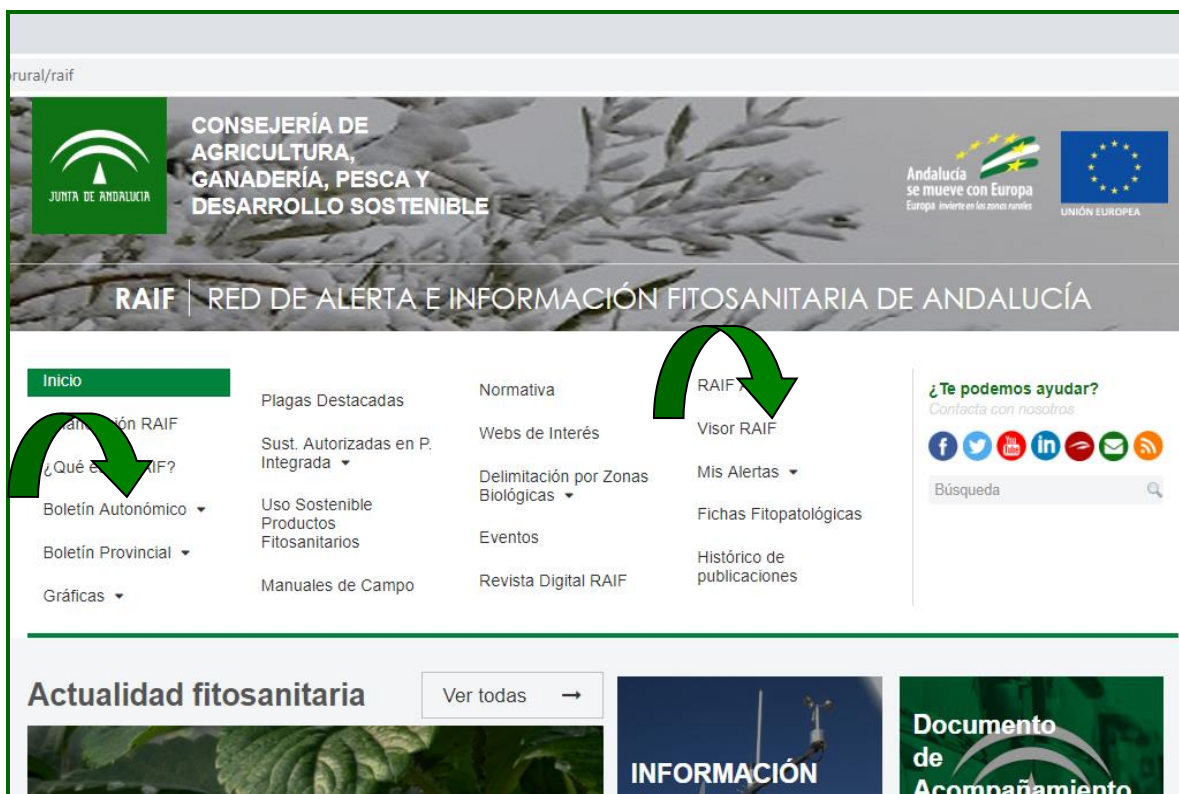 rural/raif
JUNTA DE ANDALUCIA
CONSEJERÍA DE
AGRICULTURA,
GANADERÍA, PESCA Y
DESARROLLO SOSTENIBLE
Andalucía
se mueve con Europa
Europa invierte en las zonas rurales
UNIÓN EUROPEA
RAIF | RED DE ALERTA E INFORMACIÓN FITOSANITARIA DE ANDALUCÍA
Inicio
RAIF
¿Qué
Boletín Autonómico
Boletín Provincial
Gráficas
Plagas Destacadas
Sust. Autorizadas en P.
Integrada
Uso Sostenible
Productos
Fitosanitarios
Manuales de Campo
Normativa
Webs de Interés
Delimitación por Zonas
Biológicas
Eventos
Revista Digital RAIF
RAIF
Visor RAIF
Mis Alertas
Fichas Fitopatológicas
Histórico de
publicaciones
¿Te podemos ayudar?
Contacta con nosotros
Búsqueda
Actualidad fitosanitaria
Ver todas →
INFORMACIÓN
Documento
de
Acompañamiento